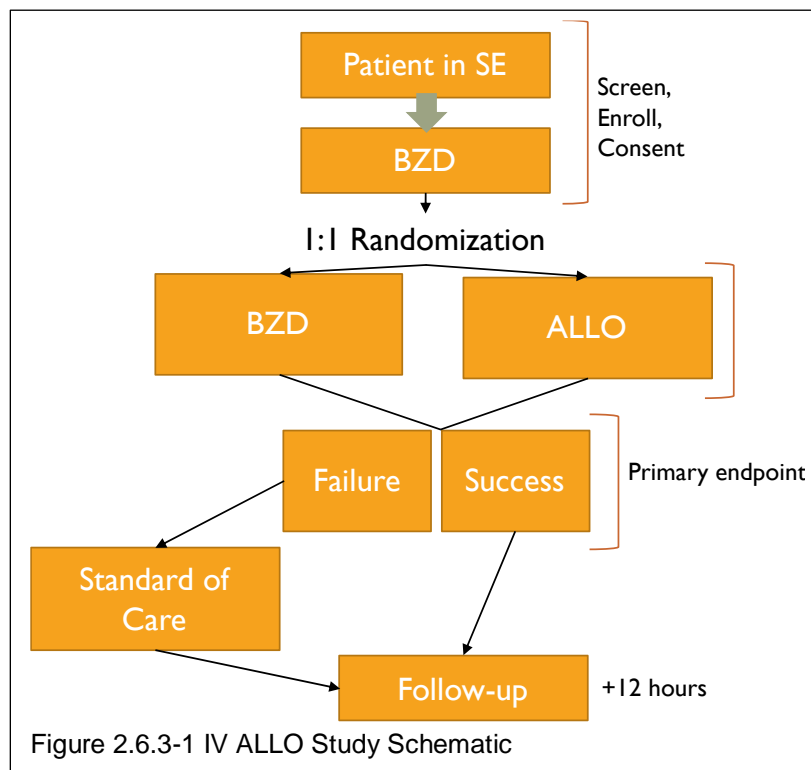 Patient in SE
Screen,
Enroll,
Consent
BZD
1:1 Randomization
BZD
ALLO
Failure
Success
Primary endpoint
Standard of
Care
Follow-up
+12 hours
Figure 2.6.3-1 IV ALLO Study Schematic